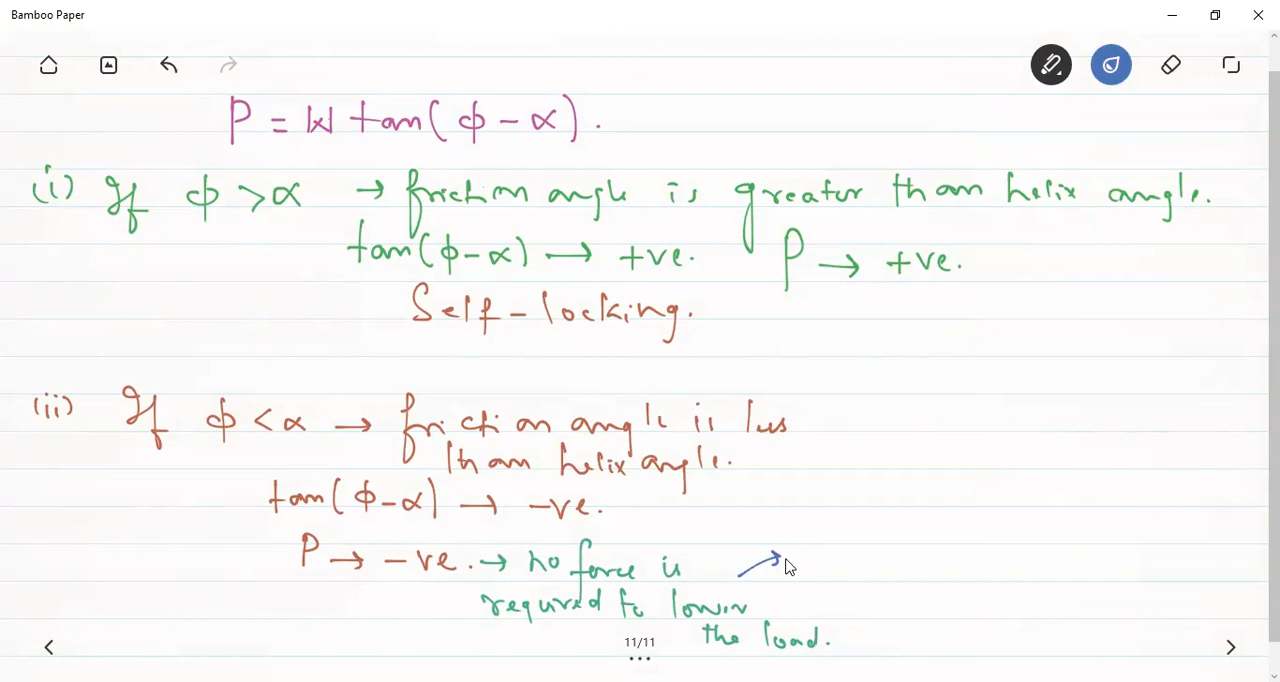 Bamboo Paper
P = W tan(φ - α).
(i) If φ > α → friction angle is greater than helix angle.
tan(φ-α) → +ve. P → +ve.
Self-locking.
(ii) If φ < α → friction angle is less
than helix angle.
tan(φ-α) → -ve.
P → -ve. → no force is
required to lower
the load.
11/11